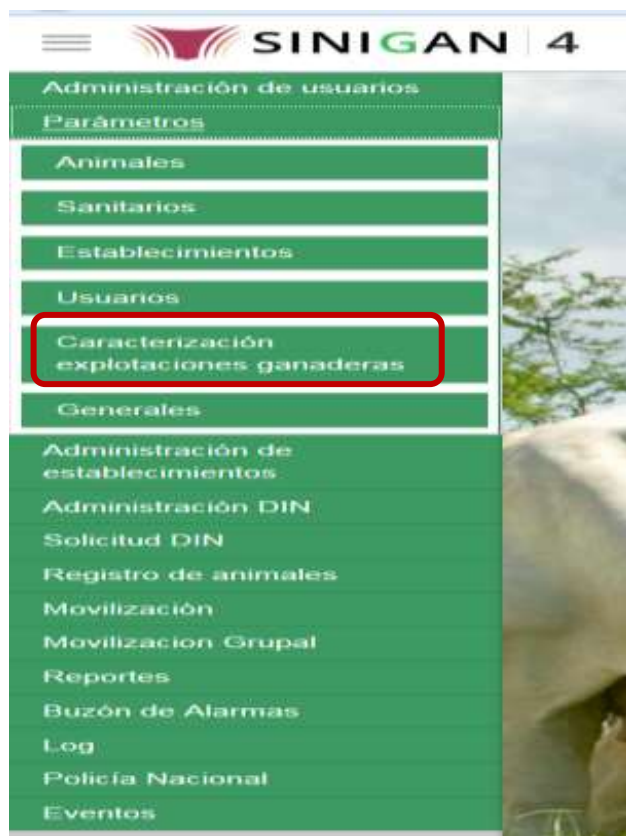 SINIGAN 4
Administración de usuarios
Parámetros
Animales
Sanitarios
Establecimientos
Usuarios
Caracterización
explotaciones ganaderas
Generales
Administración de
establecimientos
Administración DIN
Solicitud DIN
Registro de animales
Movilización
Movilizacion Grupal
Reportes
Buzón de Alarmas
Log
Policía Nacional
Eventos